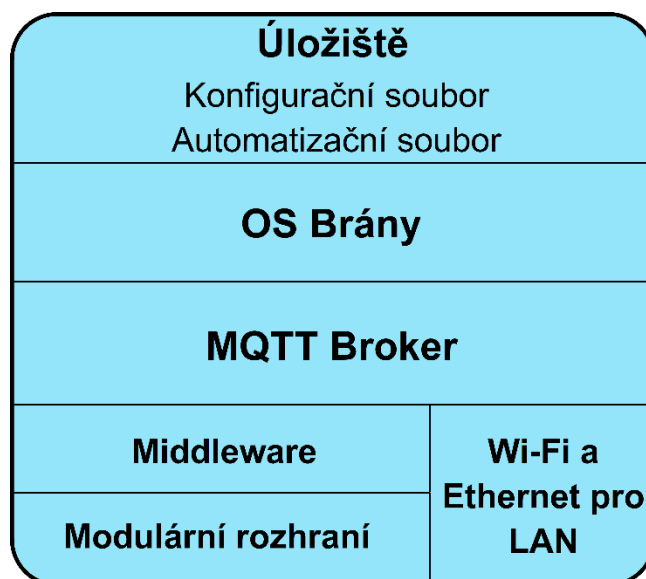 Úložiště
Konfigurační soubor
Automatizační soubor
OS Brány
MQTT Broker
Middleware
Modulární rozhraní
Wi-Fi a
Ethernet pro
LAN